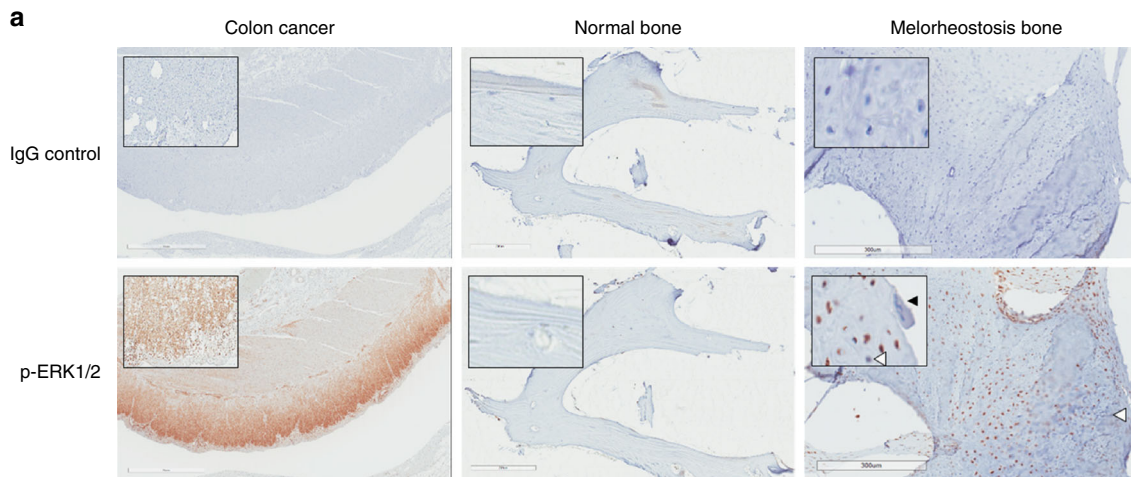 a
Colon cancer Normal bone Melorheostosis bone
IgG control
300um
p-ERK1/2
300um